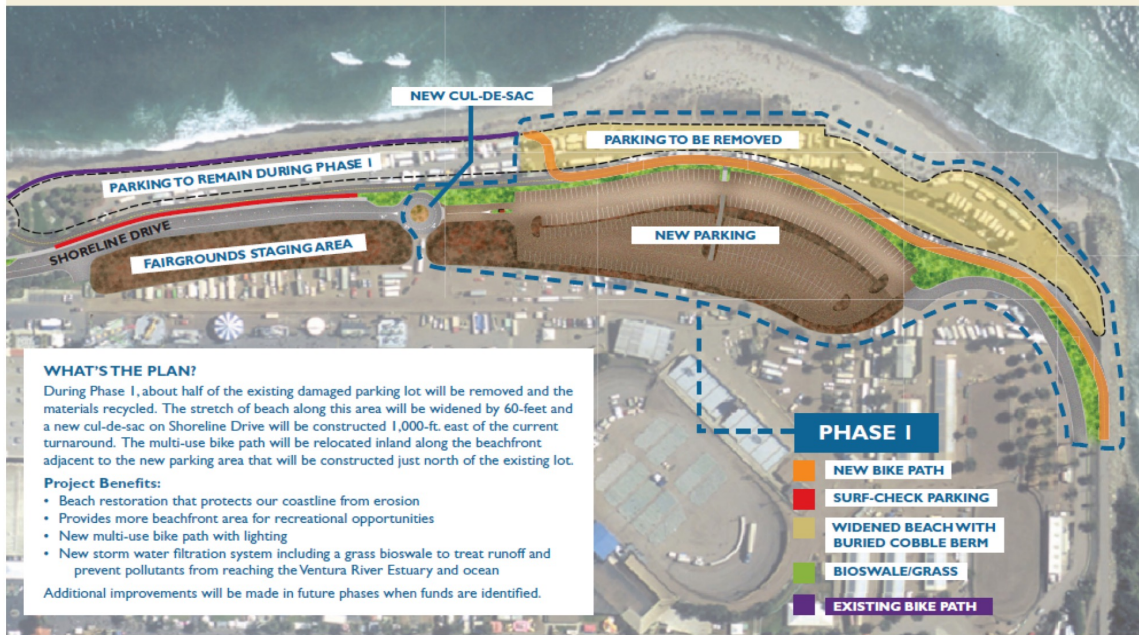 NEW CUL-DE-SAC
PARKING TO BE REMOVED
PARKING TO REMAIN DURING PHASE I
SHORELINE DRIVE
FAIRGROUNDS STAGING AREA
NEW PARKING
WHAT'S THE PLAN?
During Phase 1, about half of the existing damaged parking lot will be removed and the
materials recycled. The stretch of beach along this area will be widened by 60-feet and
a new cul-de-sac on Shoreline Drive will be constructed 1,000-ft. east of the current
turnaround. The multi-use bike path will be relocated inland along the beachfront
adjacent to the new parking area that will be constructed just north of the existing lot.
Project Benefits:
• Beach restoration that protects our coastline from erosion
• Provides more beachfront area for recreational opportunities
• New multi-use bike path with lighting
• New storm water filtration system including a grass bioswale to treat runoff and
prevent pollutants from reaching the Ventura River Estuary and ocean
Additional improvements will be made in future phases when funds are identified.
PHASE I
NEW BIKE PATH
SURF-CHECK PARKING
WIDENED BEACH WITH
BURIED COBBLE BERM
BIOSWALE/GRASS
EXISTING BIKE PATH